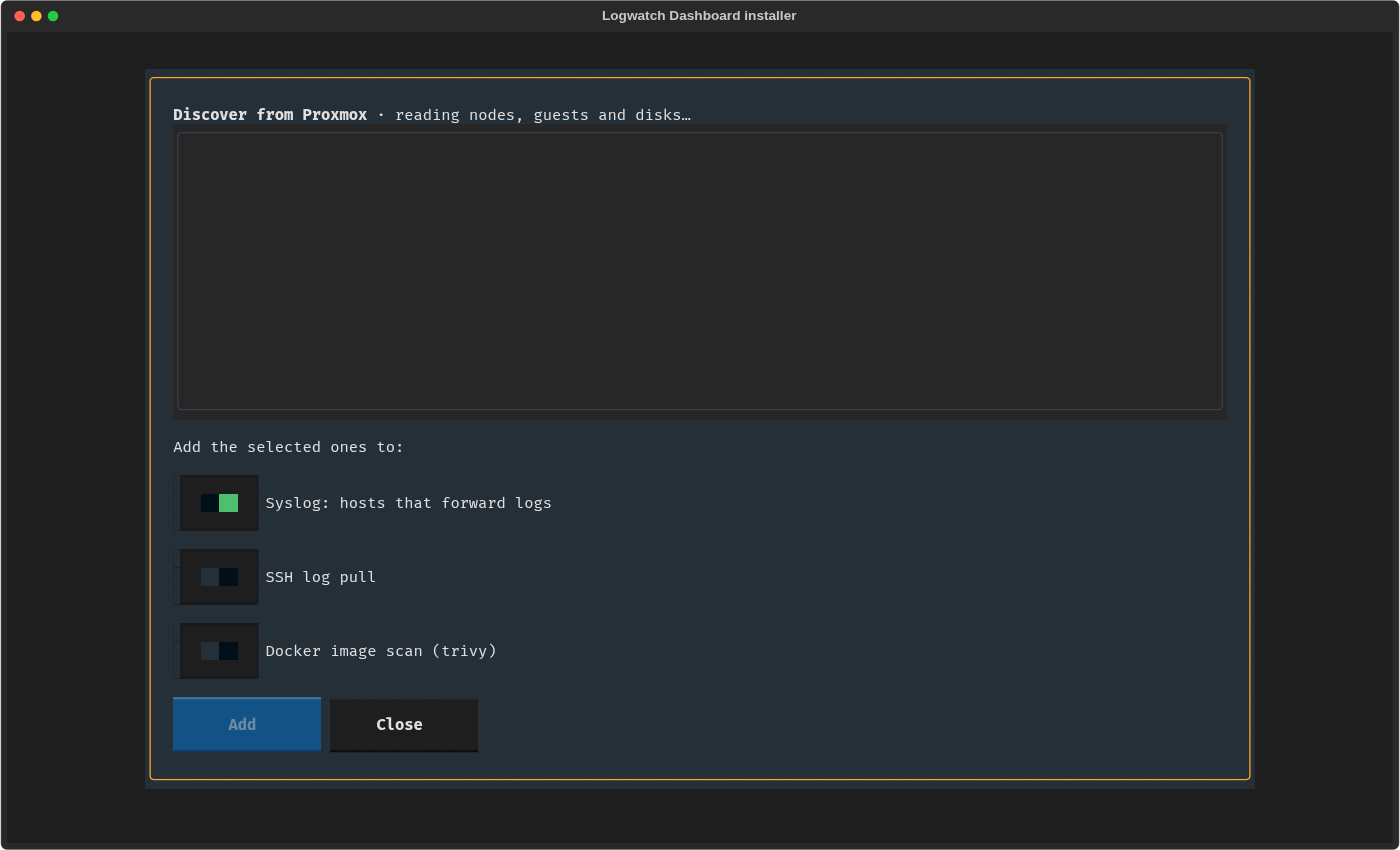 Logwatch Dashboard installer
Discover from Proxmox · reading nodes, guests and disks…
Add the selected ones to:
Syslog: hosts that forward logs
SSH log pull
Docker image scan (trivy)
Add Close